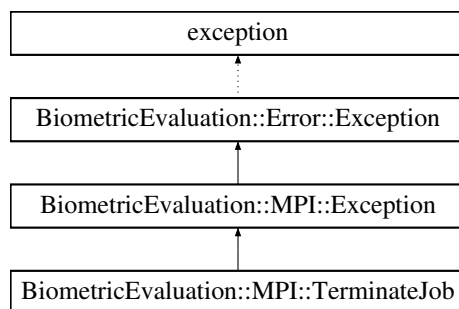 exception
BiometricEvaluation::Error::Exception
BiometricEvaluation::MPI::Exception
BiometricEvaluation::MPI::TerminateJob